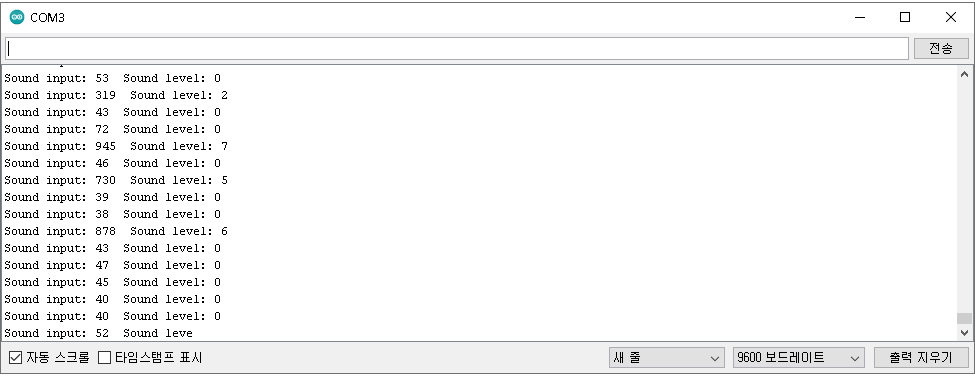 COM3
전송
Sound input: 53  Sound level: 0
Sound input: 319  Sound level: 2
Sound input: 43  Sound level: 0
Sound input: 72  Sound level: 0
Sound input: 945  Sound level: 7
Sound input: 46  Sound level: 0
Sound input: 730  Sound level: 5
Sound input: 39  Sound level: 0
Sound input: 38  Sound level: 0
Sound input: 878  Sound level: 6
Sound input: 43  Sound level: 0
Sound input: 47  Sound level: 0
Sound input: 45  Sound level: 0
Sound input: 40  Sound level: 0
Sound input: 40  Sound level: 0
Sound input: 52  Sound leve
자동 스크롤 타임스탬프 표시 새 줄 9600 보드레이트 출력 지우기